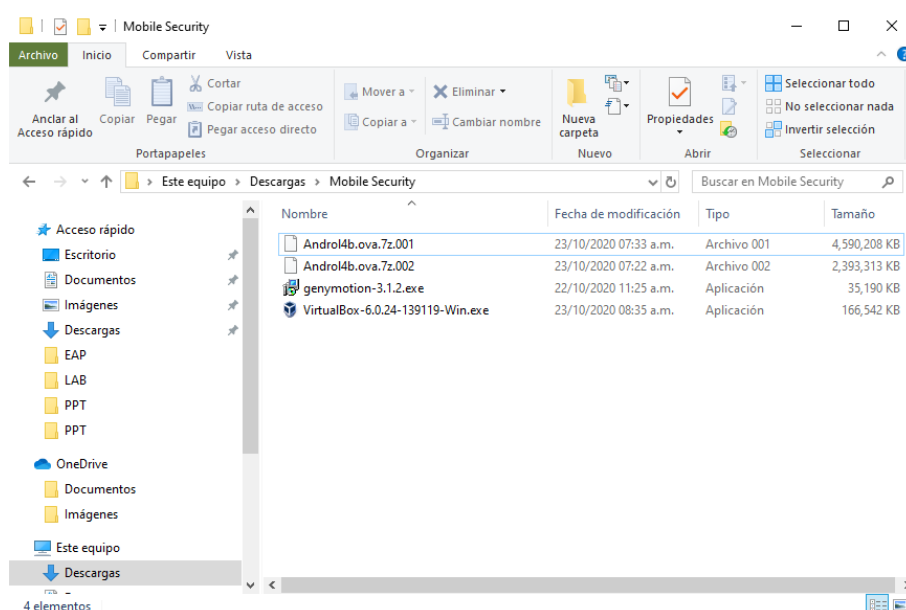 Mobile Security
Archivo Inicio Compartir Vista
Anclar al Acceso rápido
Copiar
Pegar
Cortar
Copiar ruta de acceso
Pegar acceso directo
Portapapeles
Mover a
Copiar a
Eliminar
Cambiar nombre
Organizar
Nueva carpeta
Nuevo
Propiedades
Abrir
Seleccionar todo
No seleccionar nada
Invertir selección
Seleccionar
Este equipo > Descargas > Mobile Security
Buscar en Mobile Security
Acceso rápido
Escritorio
Documentos
Imágenes
Descargas
EAP
LAB
PPT
PPT
OneDrive
Documentos
Imágenes
Este equipo
Descargas
Nombre Fecha de modificación Tipo Tamaño
Androl4b.ova.7z.001 23/10/2020 07:33 a.m. Archivo 001 4,590,208 KB
Androl4b.ova.7z.002 23/10/2020 07:22 a.m. Archivo 002 2,393,313 KB
genymotion-3.1.2.exe 22/10/2020 11:25 a.m. Aplicación 35,190 KB
VirtualBox-6.0.24-139119-Win.exe 23/10/2020 08:35 a.m. Aplicación 166,542 KB
4 elementos